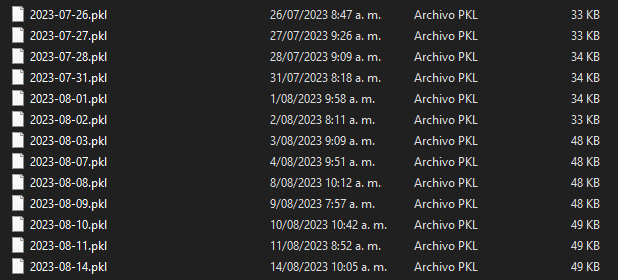 2023-07-26.pkl 26/07/2023 8:47 a. m. Archivo PKL 33 KB
2023-07-27.pkl 27/07/2023 9:26 a. m. Archivo PKL 33 KB
2023-07-28.pkl 28/07/2023 9:09 a. m. Archivo PKL 34 KB
2023-07-31.pkl 31/07/2023 8:18 a. m. Archivo PKL 34 KB
2023-08-01.pkl 1/08/2023 9:58 a. m. Archivo PKL 34 KB
2023-08-02.pkl 2/08/2023 8:11 a. m. Archivo PKL 33 KB
2023-08-03.pkl 3/08/2023 9:09 a. m. Archivo PKL 48 KB
2023-08-07.pkl 4/08/2023 9:51 a. m. Archivo PKL 48 KB
2023-08-08.pkl 8/08/2023 10:12 a. m. Archivo PKL 48 KB
2023-08-09.pkl 9/08/2023 7:57 a. m. Archivo PKL 48 KB
2023-08-10.pkl 10/08/2023 10:42 a. m. Archivo PKL 49 KB
2023-08-11.pkl 11/08/2023 8:52 a. m. Archivo PKL 49 KB
2023-08-14.pkl 14/08/2023 10:05 a. m. Archivo PKL 49 KB